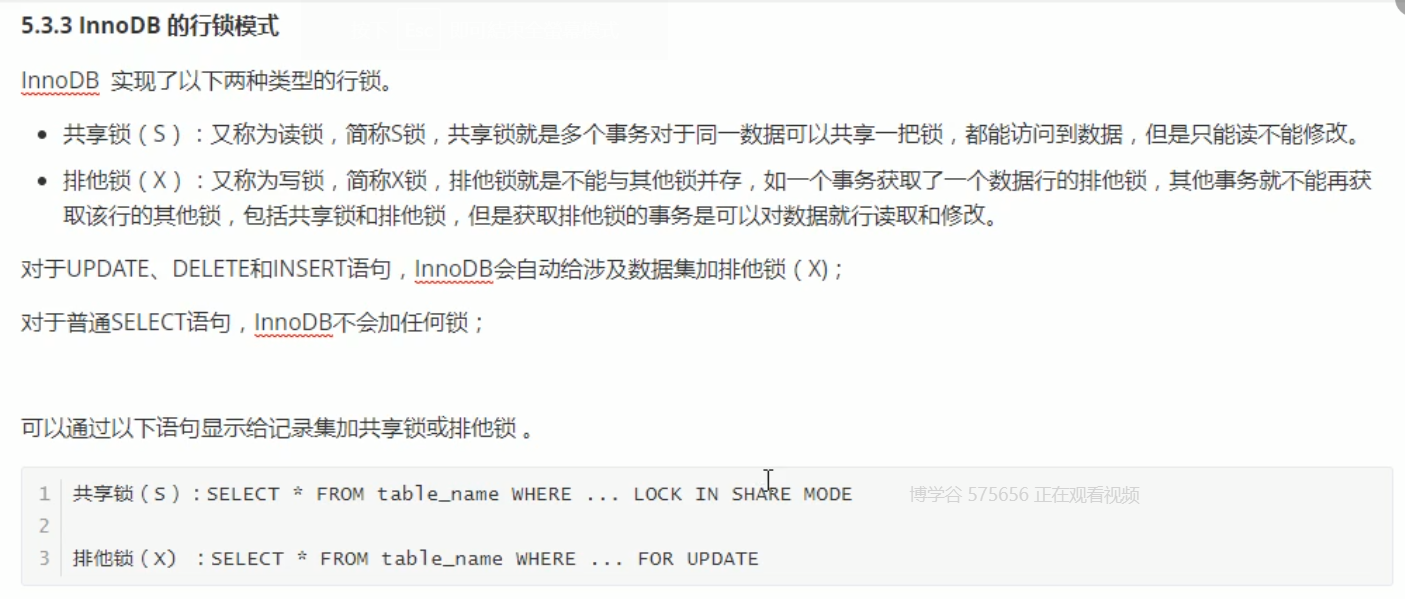 5.3.3 InnoDB 的行锁模式
InnoDB 实现了以下两种类型的行锁。
• 共享锁（S）：又称为读锁，简称S锁，共享锁就是多个事务对于同一数据可以共享一把锁，都能访问到数据，但是只能读不能修改。
• 排他锁（X）：又称为写锁，简称X锁，排他锁就是不能与其他锁并存，如一个事务获取了一个数据行的排他锁，其他事务就不能再获
取该行的其他锁，包括共享锁和排他锁，但是获取排他锁的事务是可以对数据就行读取和修改。
对于UPDATE、DELETE和INSERT语句，InnoDB会自动给涉及数据集加排他锁（X)；
对于普通SELECT语句，InnoDB不会加任何锁；
可以通过以下语句显示给记录集加共享锁或排他锁 。
1 共享锁（S）：SELECT * FROM table_name WHERE ... LOCK IN SHARE MODE 博学谷 575656 正在观看视频
2
3 排他锁（X） ：SELECT * FROM table_name WHERE ... FOR UPDATE